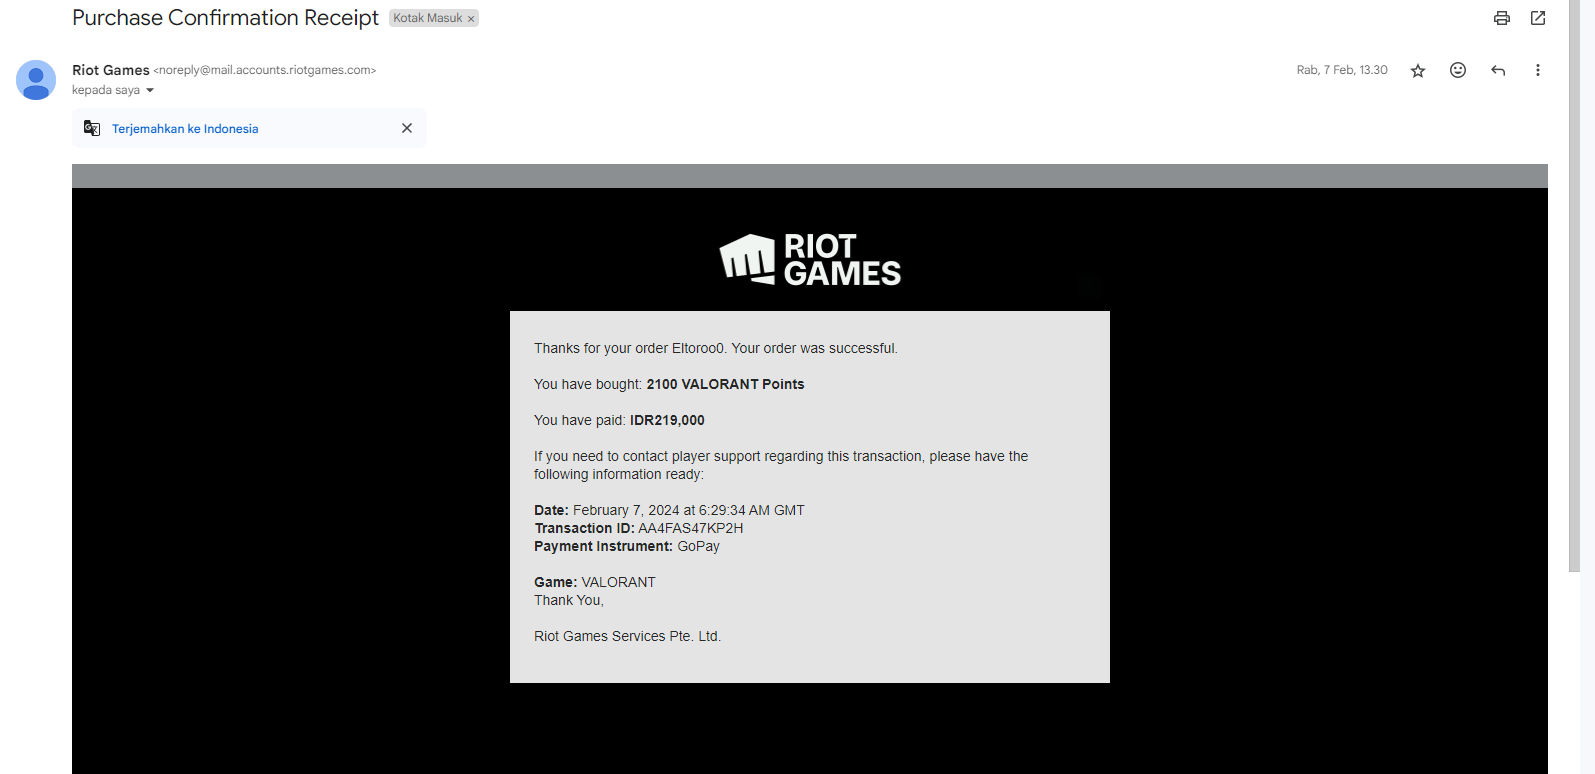 Purchase Confirmation Receipt Kotak Masuk ×
Riot Games <noreply@mail.accounts.riotgames.com> Rab, 7 Feb, 13.30
kepada saya
Terjemahkan ke Indonesia
RIOT
GAMES
Thanks for your order Eltoroo0. Your order was successful.
You have bought: 2100 VALORANT Points
You have paid: IDR219,000
If you need to contact player support regarding this transaction, please have the
following information ready:
Date: February 7, 2024 at 6:29:34 AM GMT
Transaction ID: AA4FAS47KP2H
Payment Instrument: GoPay
Game: VALORANT
Thank You,
Riot Games Services Pte. Ltd.